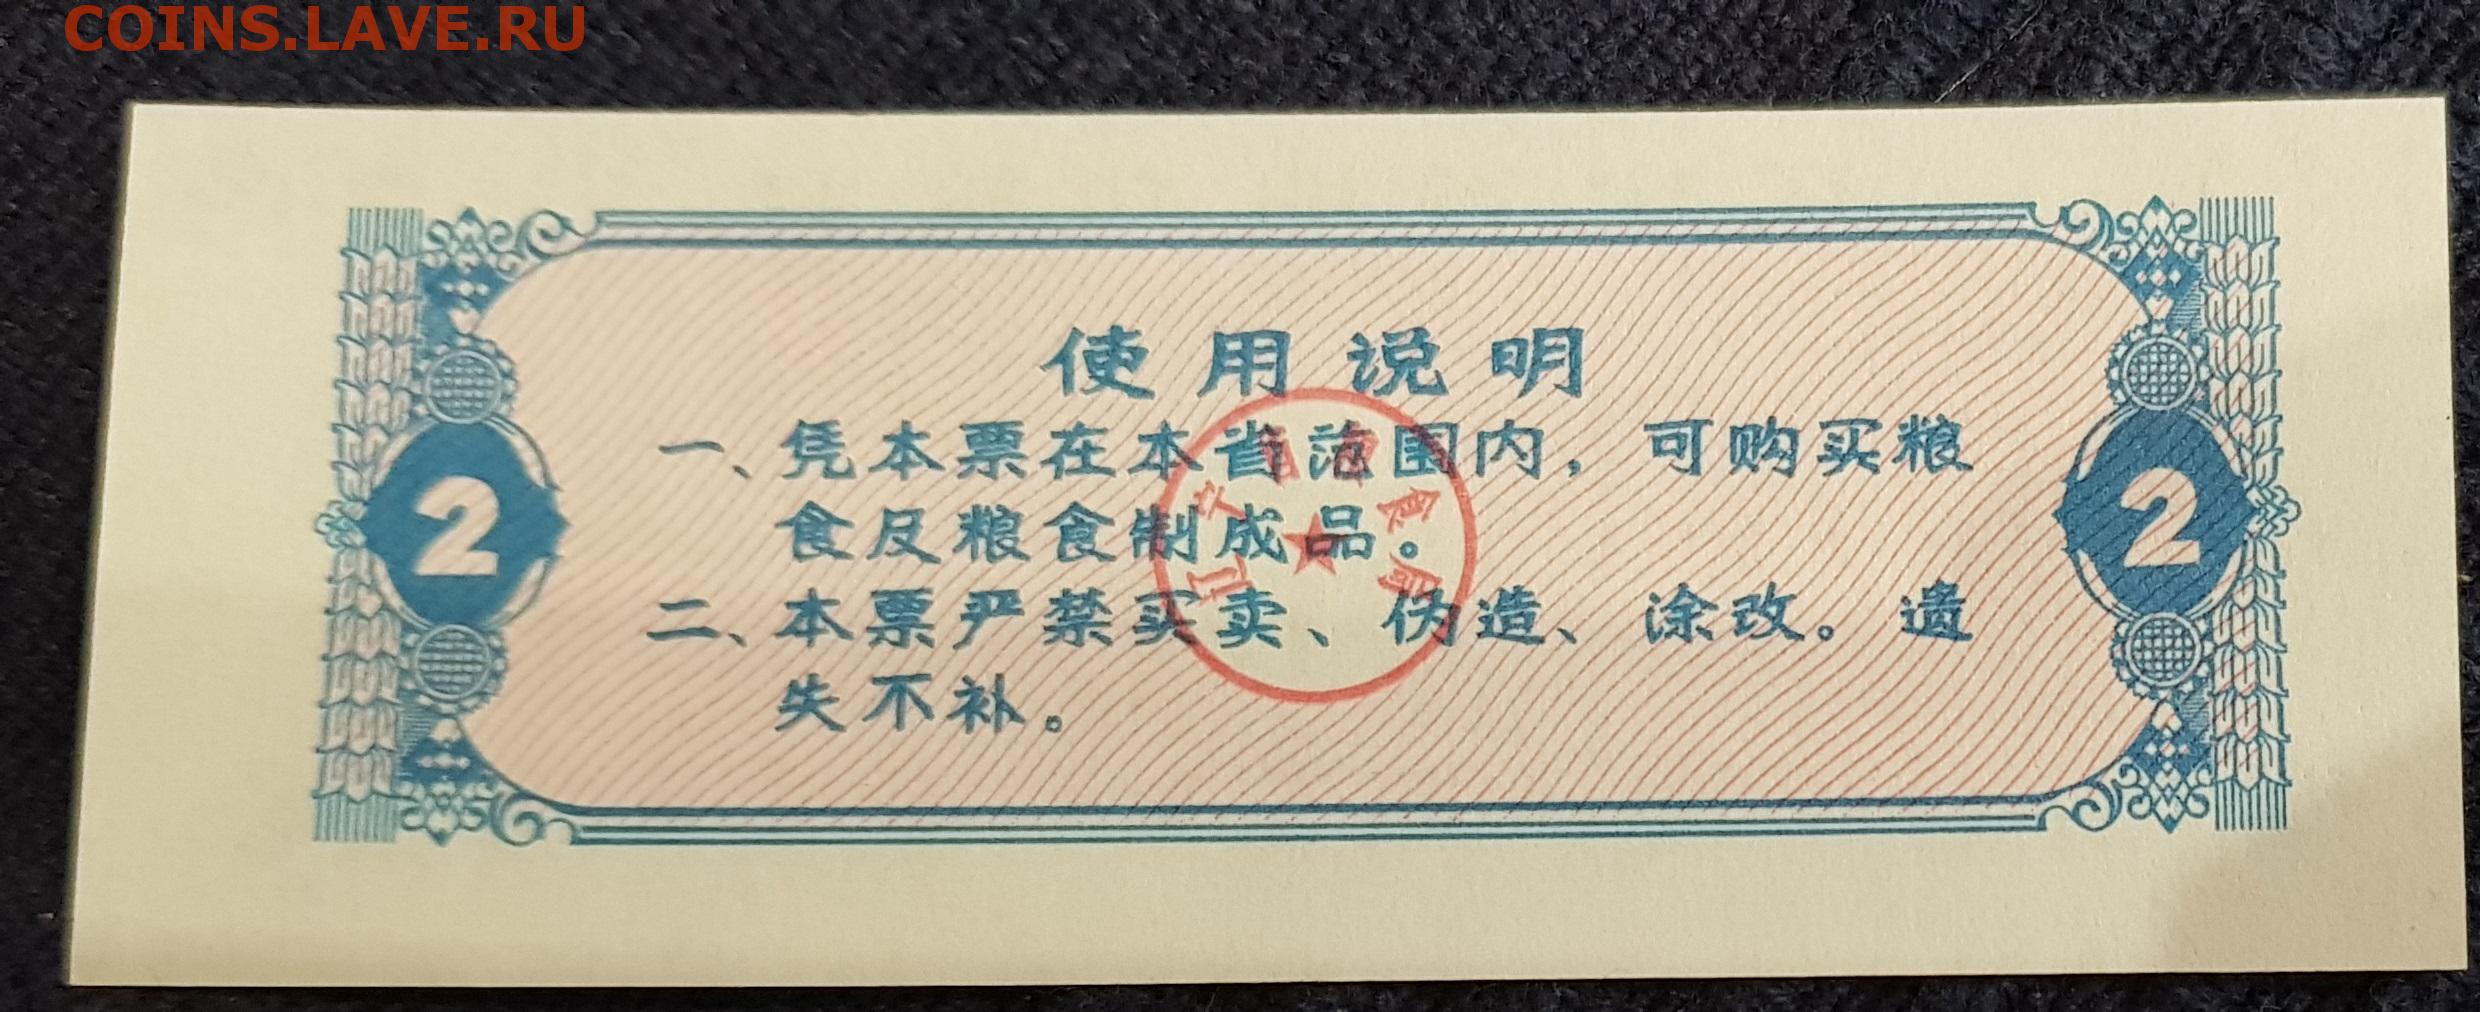 COINS.LAVE.RU
使用说明
一、凭本票在本省范围内，可购买粮
食及粮食制成品。
二、本票严禁买卖、伪造、涂改。遗
失不补。
2
2
食局